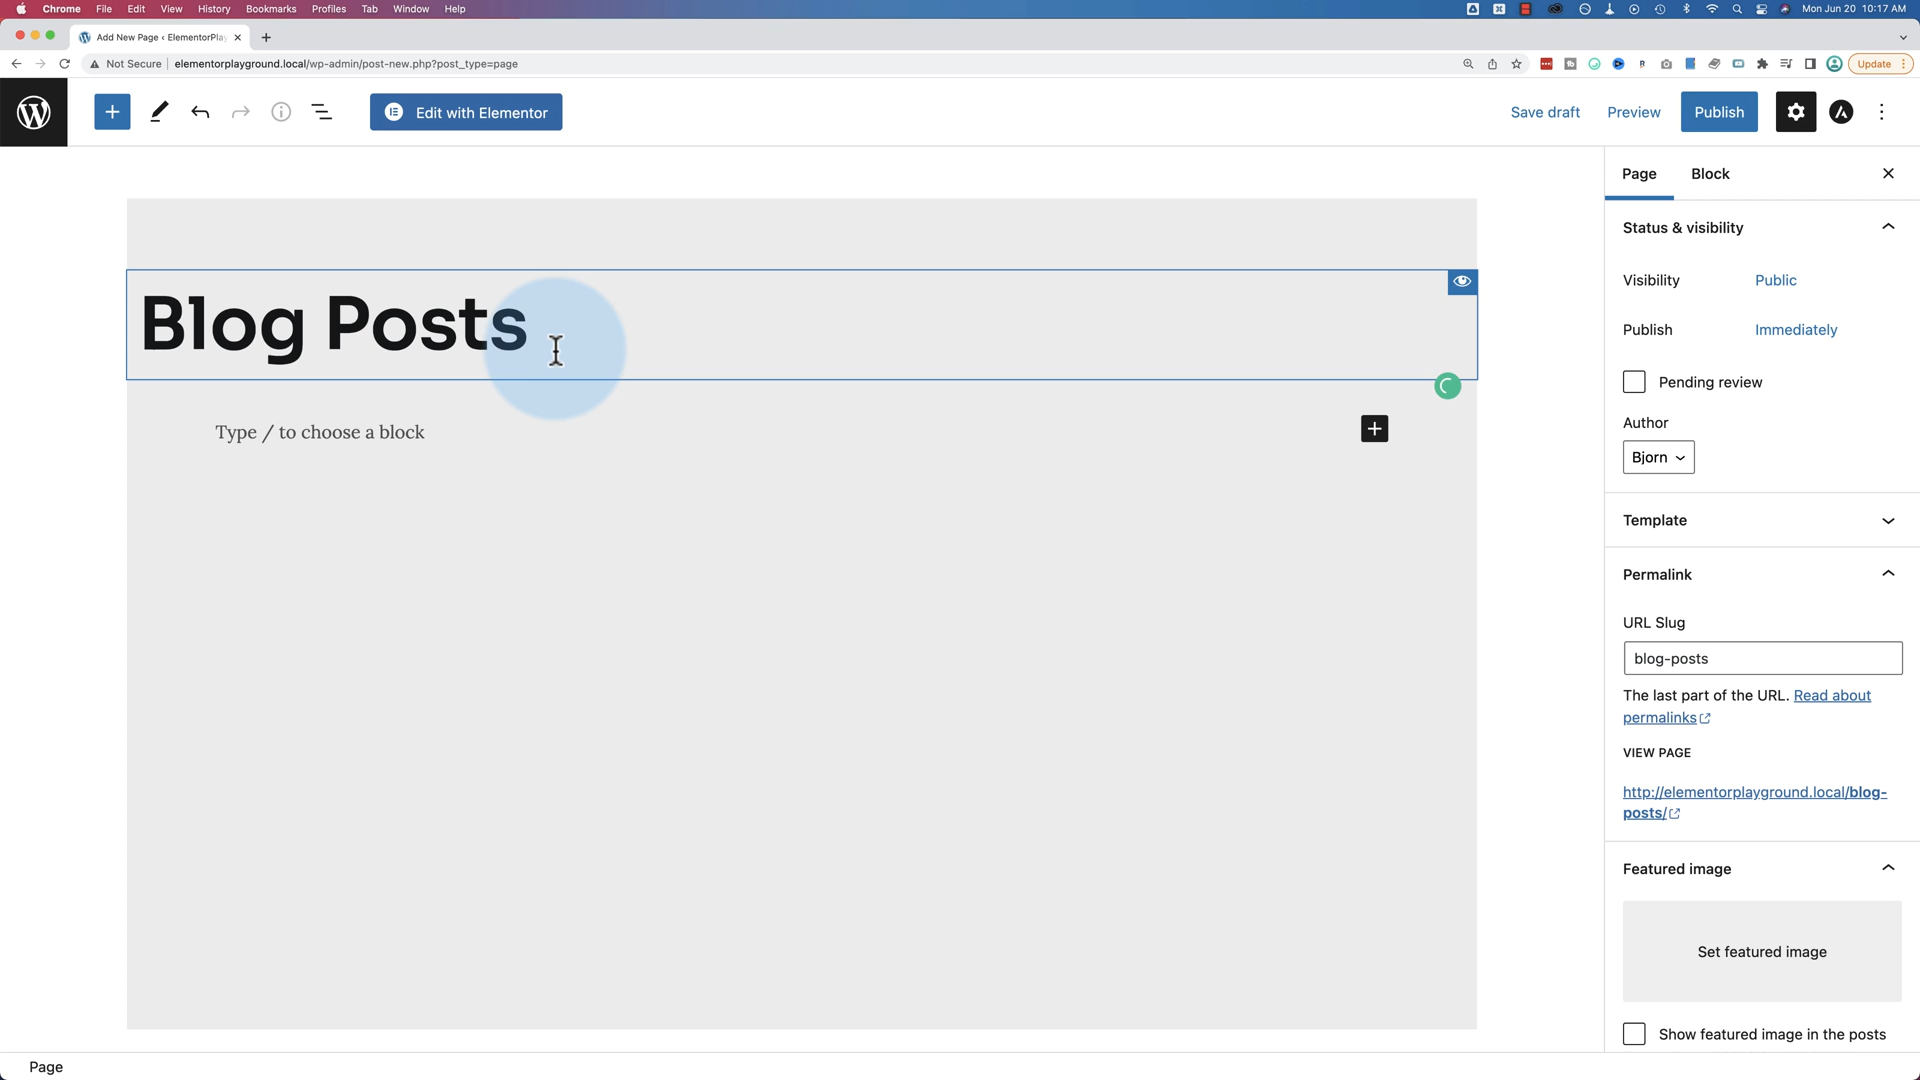 Chrome File Edit View History Bookmarks Profiles Tab Window Help
Mon Jun 20 10:17 AM
Add New Page ‹ ElementorPla
Not Secure elementorplayground.local/wp-admin/post-new.php?post_type=page
Update
Edit with Elementor
Save draft Preview Publish
Page Block
Status & visibility
Blog Posts
Visibility Public
Publish Immediately
Pending review
Author
Type / to choose a block
Bjorn
Template
Permalink
URL Slug
blog-posts
The last part of the URL. Read about
permalinks
VIEW PAGE
http://elementorplayground.local/blog-
posts/
Featured image
Set featured image
Show featured image in the posts
Page